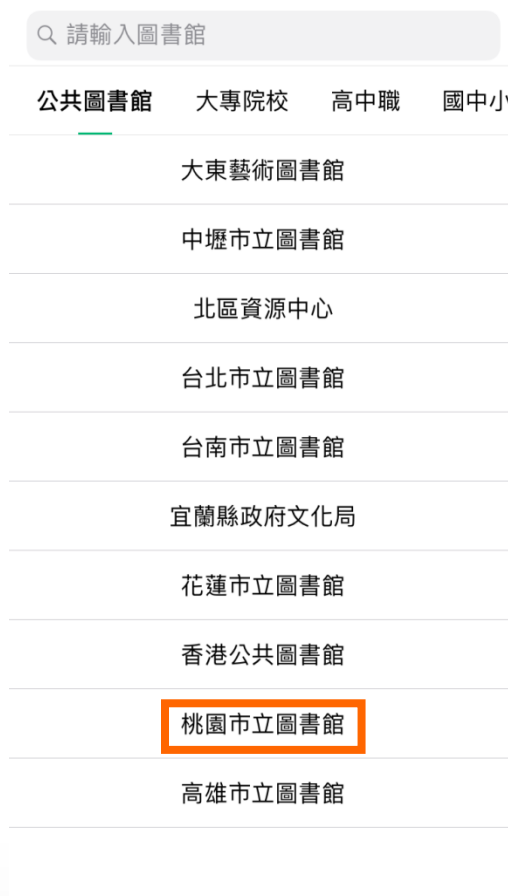 請輸入圖書館
公共圖書館 大專院校 高中職 國中小
大東藝術圖書館
中壢市立圖書館
北區資源中心
台北市立圖書館
台南市立圖書館
宜蘭縣政府文化局
花蓮市立圖書館
香港公共圖書館
桃園市立圖書館
高雄市立圖書館